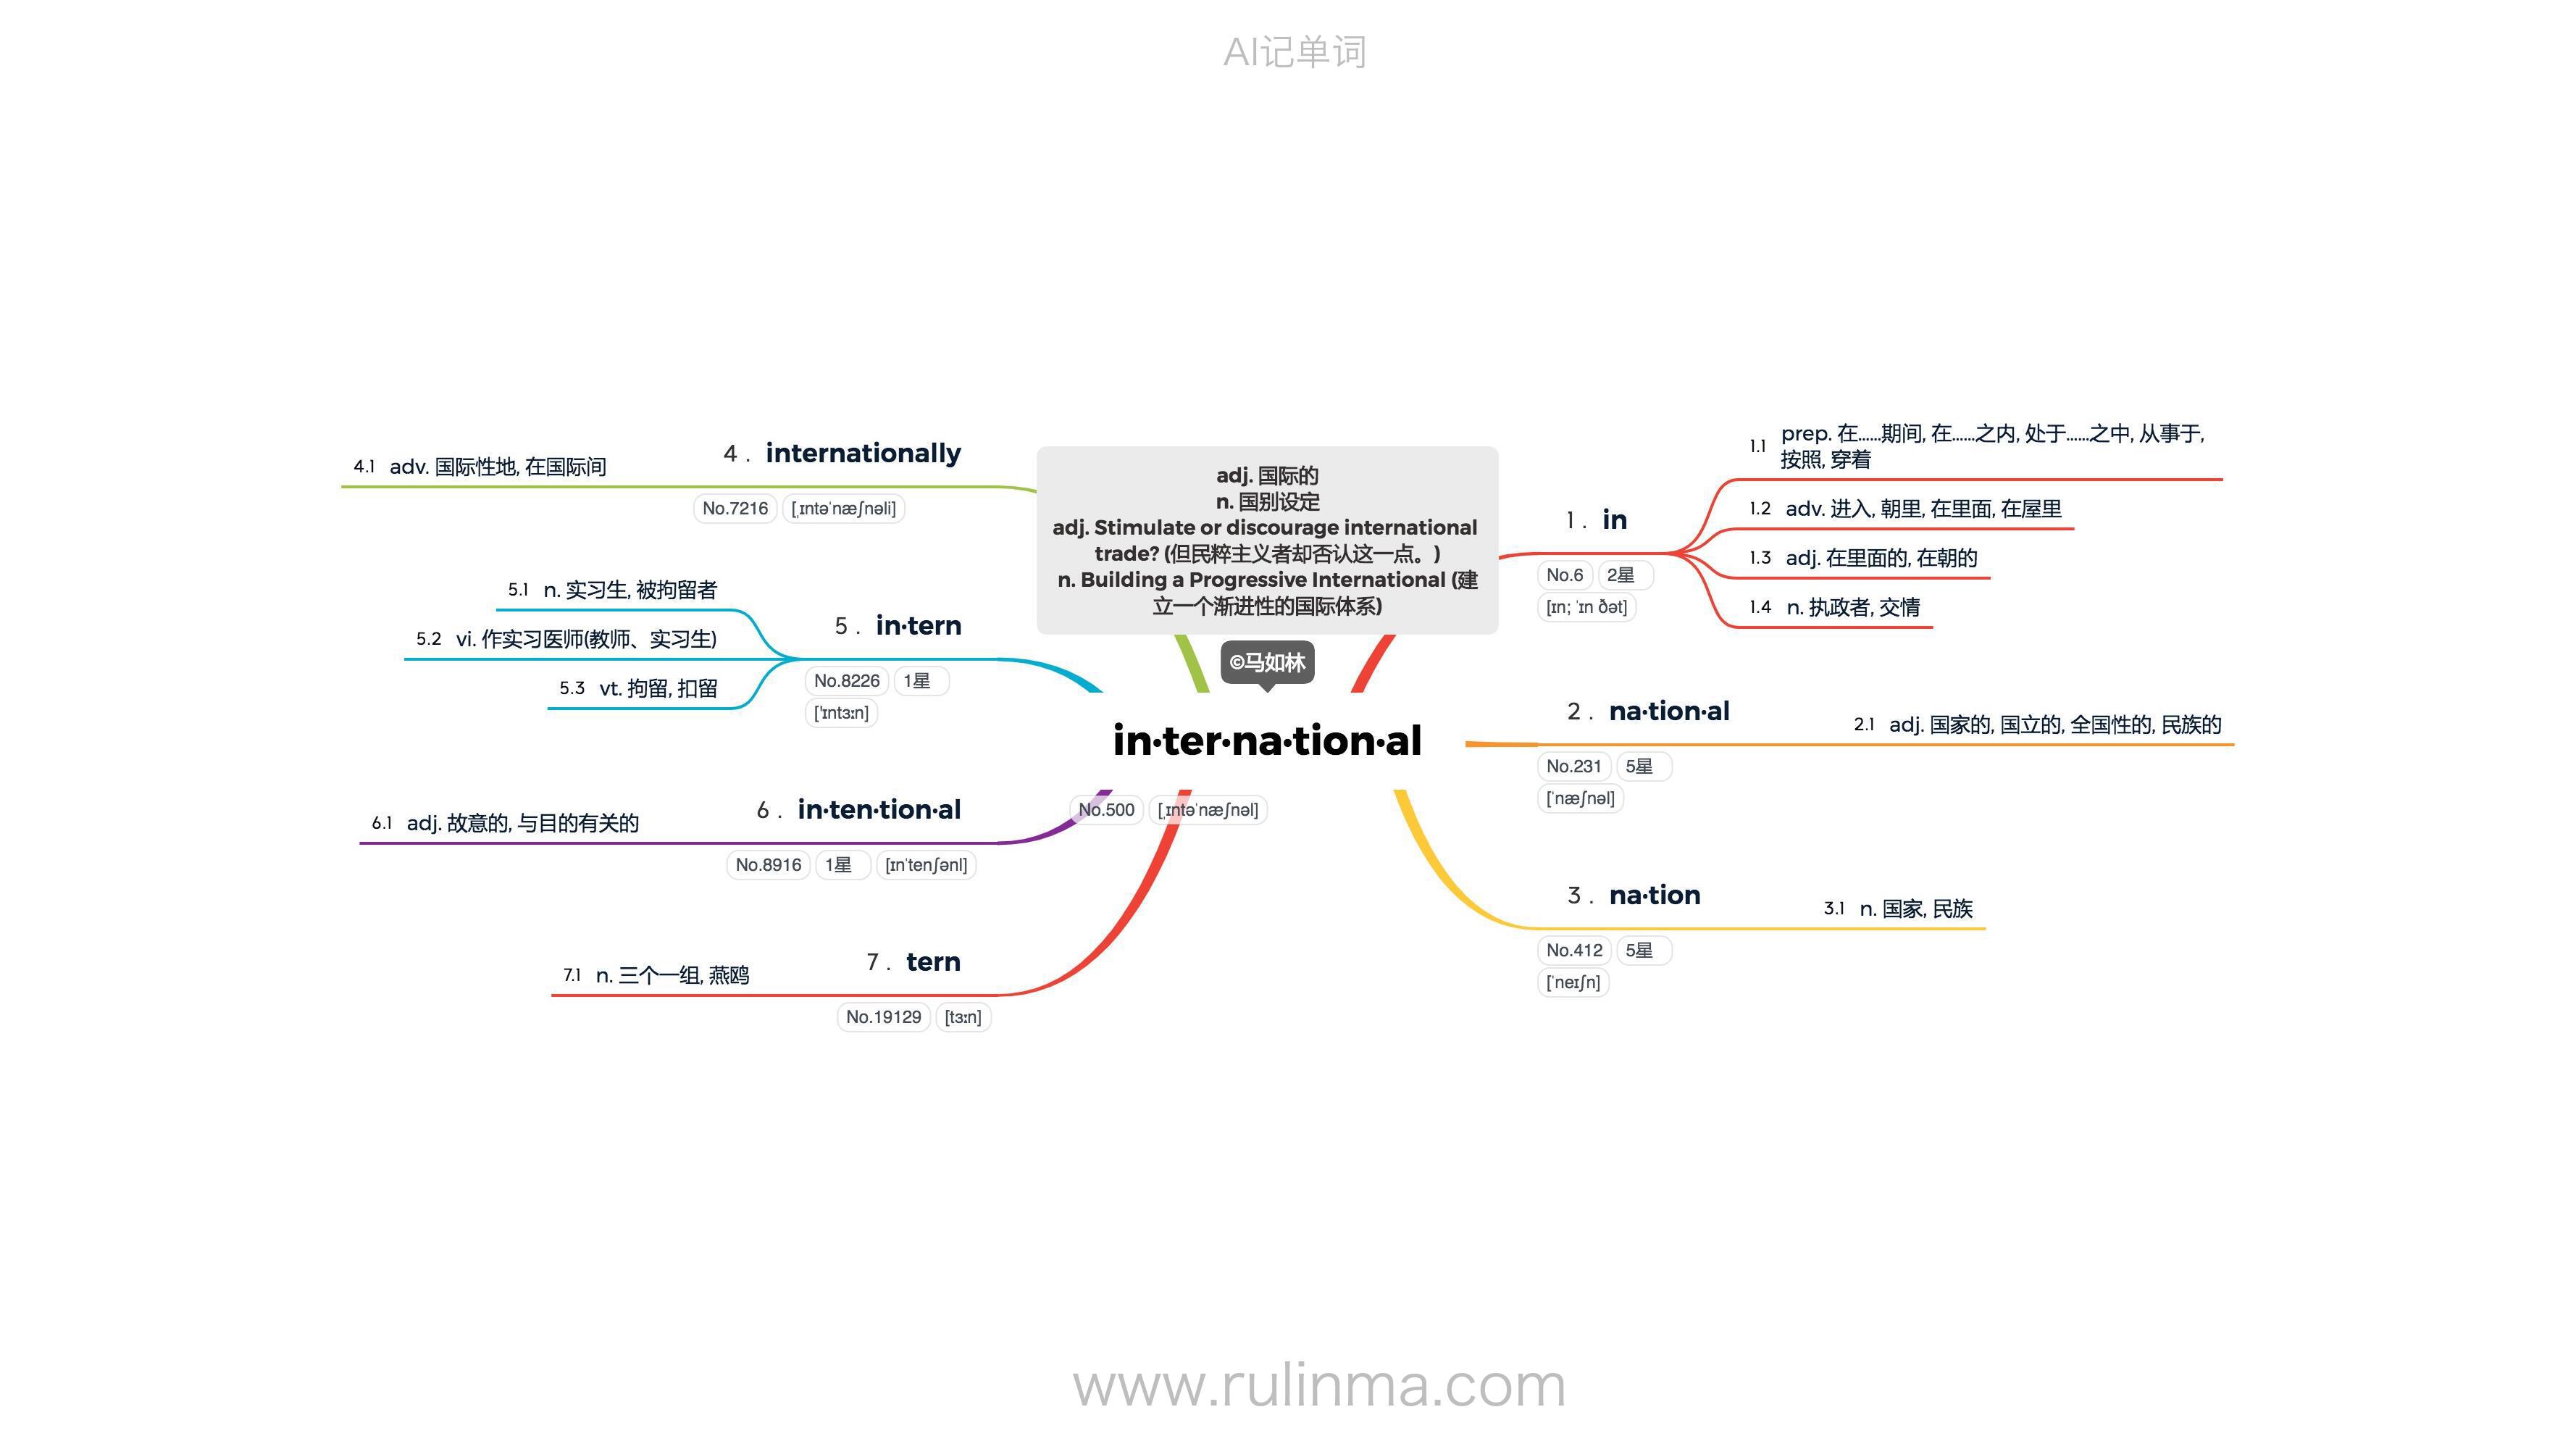 AI记单词
adj. 国际的
n. 国别设定
adj. Stimulate or discourage international
trade? (但民粹主义者却否认这一点。)
n. Building a Progressive International (建
立一个渐进性的国际体系)
©马如林
in·ter·na·tion·al
No.500 [ˌɪntəˈnæʃnəl]
1. in
No.6 2星
[ɪn; ˈɪn ðət]
1.1 prep. 在……期间, 在……之内, 处于……之中, 从事于,
按照, 穿着
1.2 adv. 进入, 朝里, 在里面, 在屋里
1.3 adj. 在里面的, 在朝的
1.4 n. 执政者, 交情
2. na·tion·al
No.231 5星
[ˈnæʃnəl]
2.1 adj. 国家的, 国立的, 全国性的, 民族的
3. na·tion
No.412 5星
[ˈneɪʃn]
3.1 n. 国家, 民族
4. internationally
No.7216 [ˌɪntəˈnæʃnəli]
4.1 adv. 国际性地, 在国际间
5. in·tern
No.8226 1星
[ˈɪntɜːn]
5.1 n. 实习生, 被拘留者
5.2 vi. 作实习医师(教师、实习生)
5.3 vt. 拘留, 扣留
6. in·ten·tion·al
No.8916 1星 [ɪnˈtenʃənl]
6.1 adj. 故意的, 与目的有关的
7. tern
No.19129 [tɜːn]
7.1 n. 三个一组, 燕鸥
www.rulinma.com